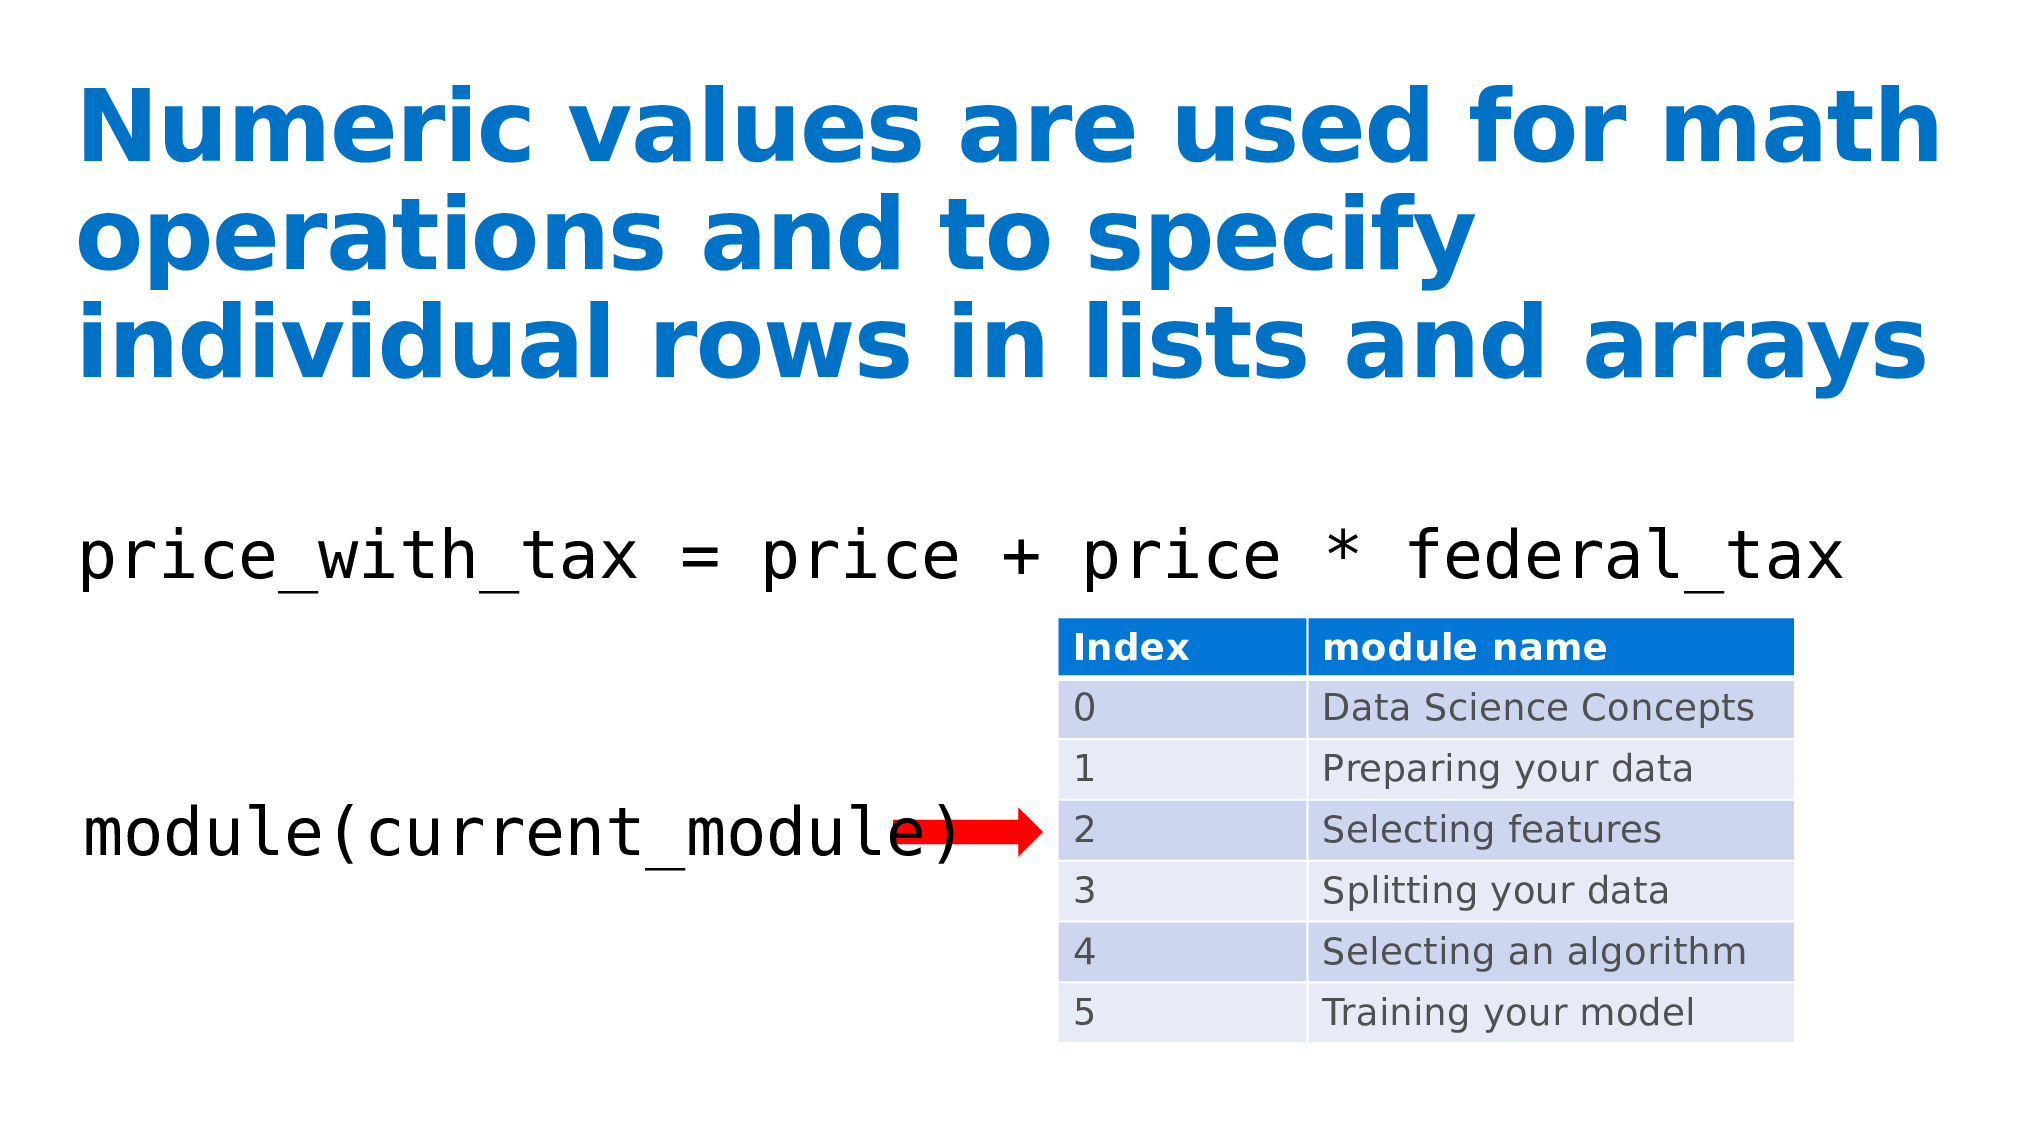 Numeric values are used for math
operations and to specify
individual rows in lists and arrays
price_with_tax = price + price * federal_tax
module(current_module)
Index module name
0 Data Science Concepts
1 Preparing your data
2 Selecting features
3 Splitting your data
4 Selecting an algorithm
5 Training your model